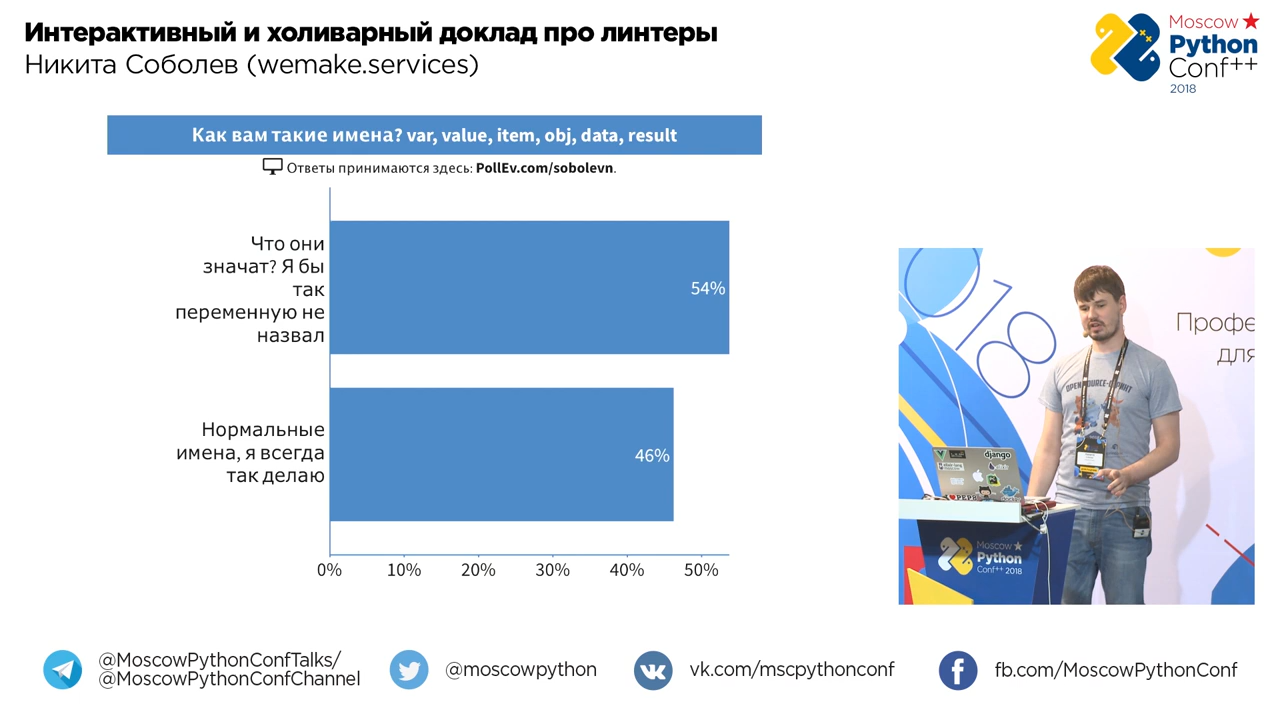 Интерактивный и холиварный доклад про линтеры
Никита Соболев (wemake.services)
Moscow
Python
Conf++
2018
Как вам такие имена? var, value, item, obj, data, result
Ответы принимаются здесь: PollEv.com/sobolevn.
Что они
значат? Я бы
так
переменную не
назвал
54%
Нормальные
имена, я всегда
так делаю
46%
0%
10%
20%
30%
40%
50%
018
Профе
для
django
elixir
Moscow
Python
Conf++ 2018
@MoscowPythonConfTalks/
@MoscowPythonConfChannel
@moscowpython
vk.com/mscpythonconf
fb.com/MoscowPythonConf